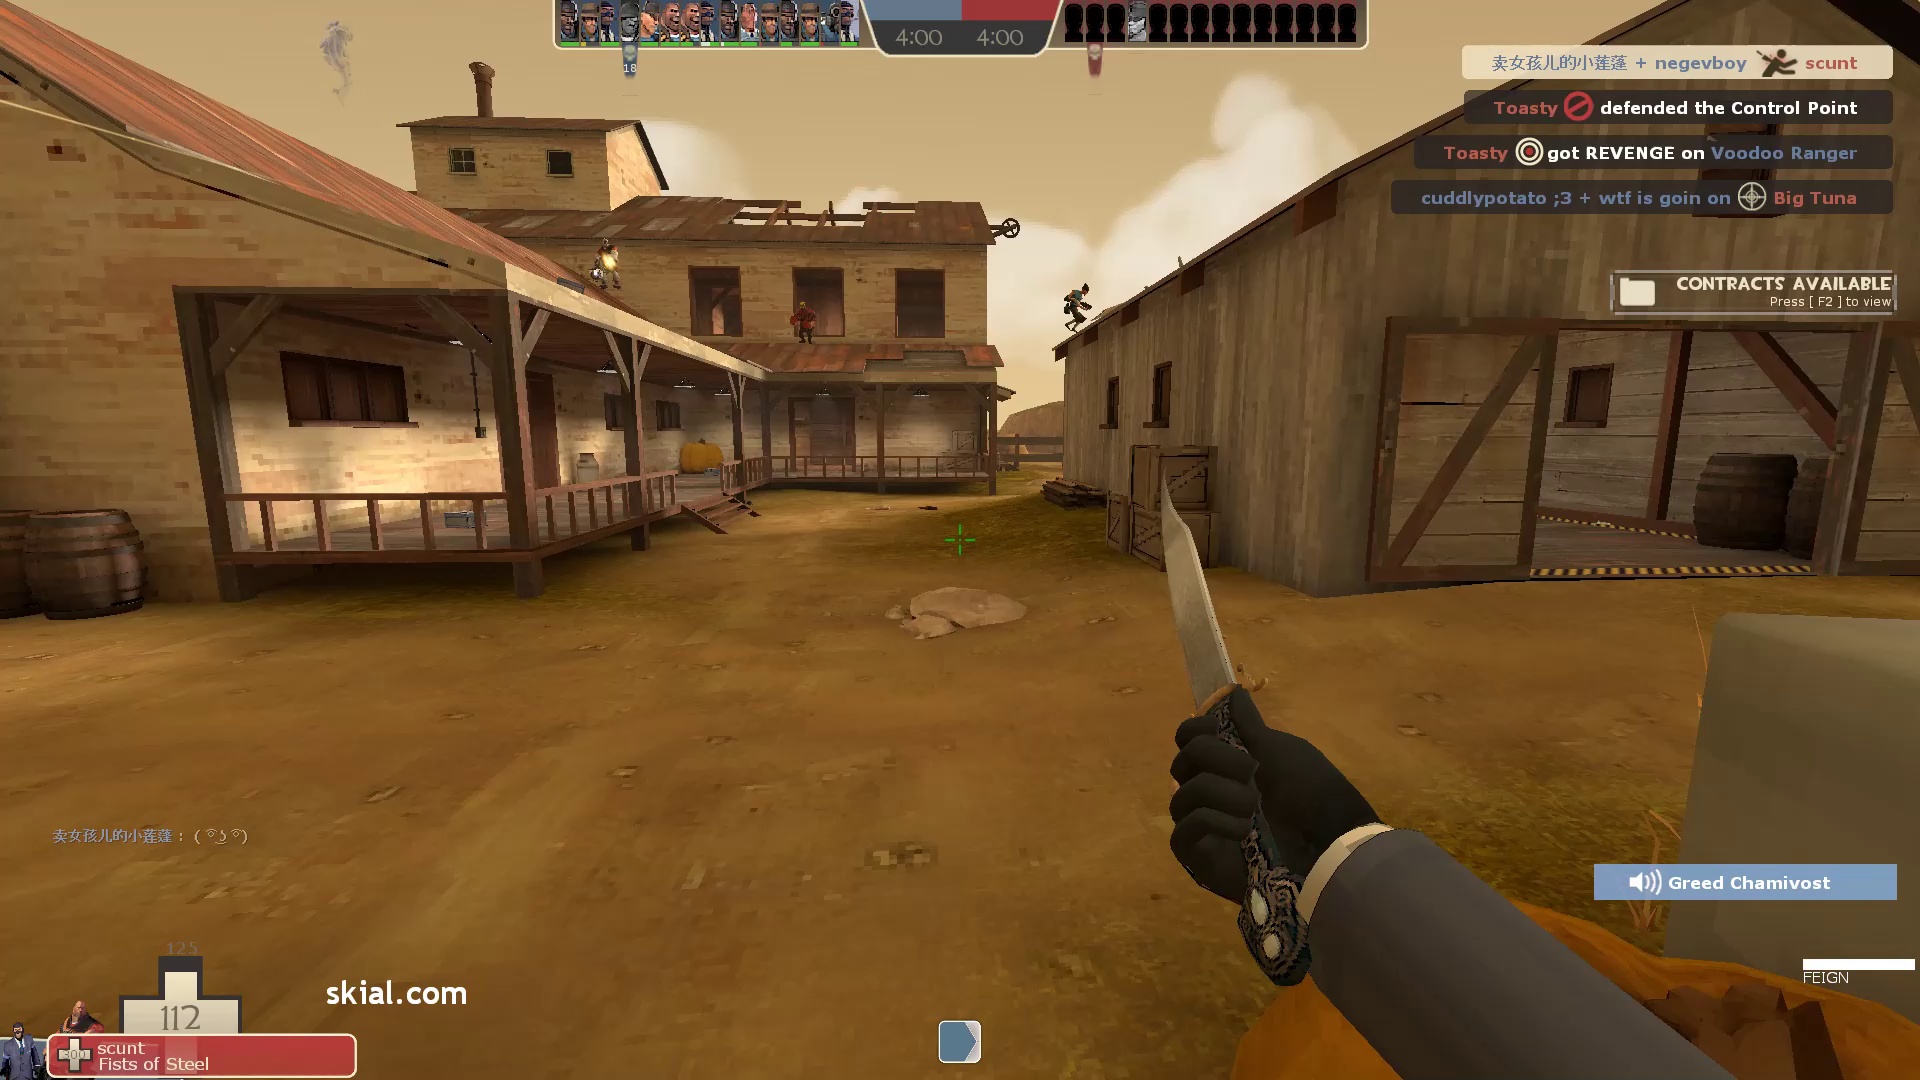 4:00 4:00
18
卖女孩儿的小莲蓬 + negevboy scunt
Toasty defended the Control Point
Toasty got REVENGE on Voodoo Ranger
cuddlypotato ;3 + wtf is goin on Big Tuna
CONTRACTS AVAILABLE
Press [ F2 ] to view
卖女孩儿的小莲蓬 : ( ͡° ͜ʖ ͡°)
Greed Chamivost
FEIGN
125
112
skial.com
300
scunt
Fists of Steel